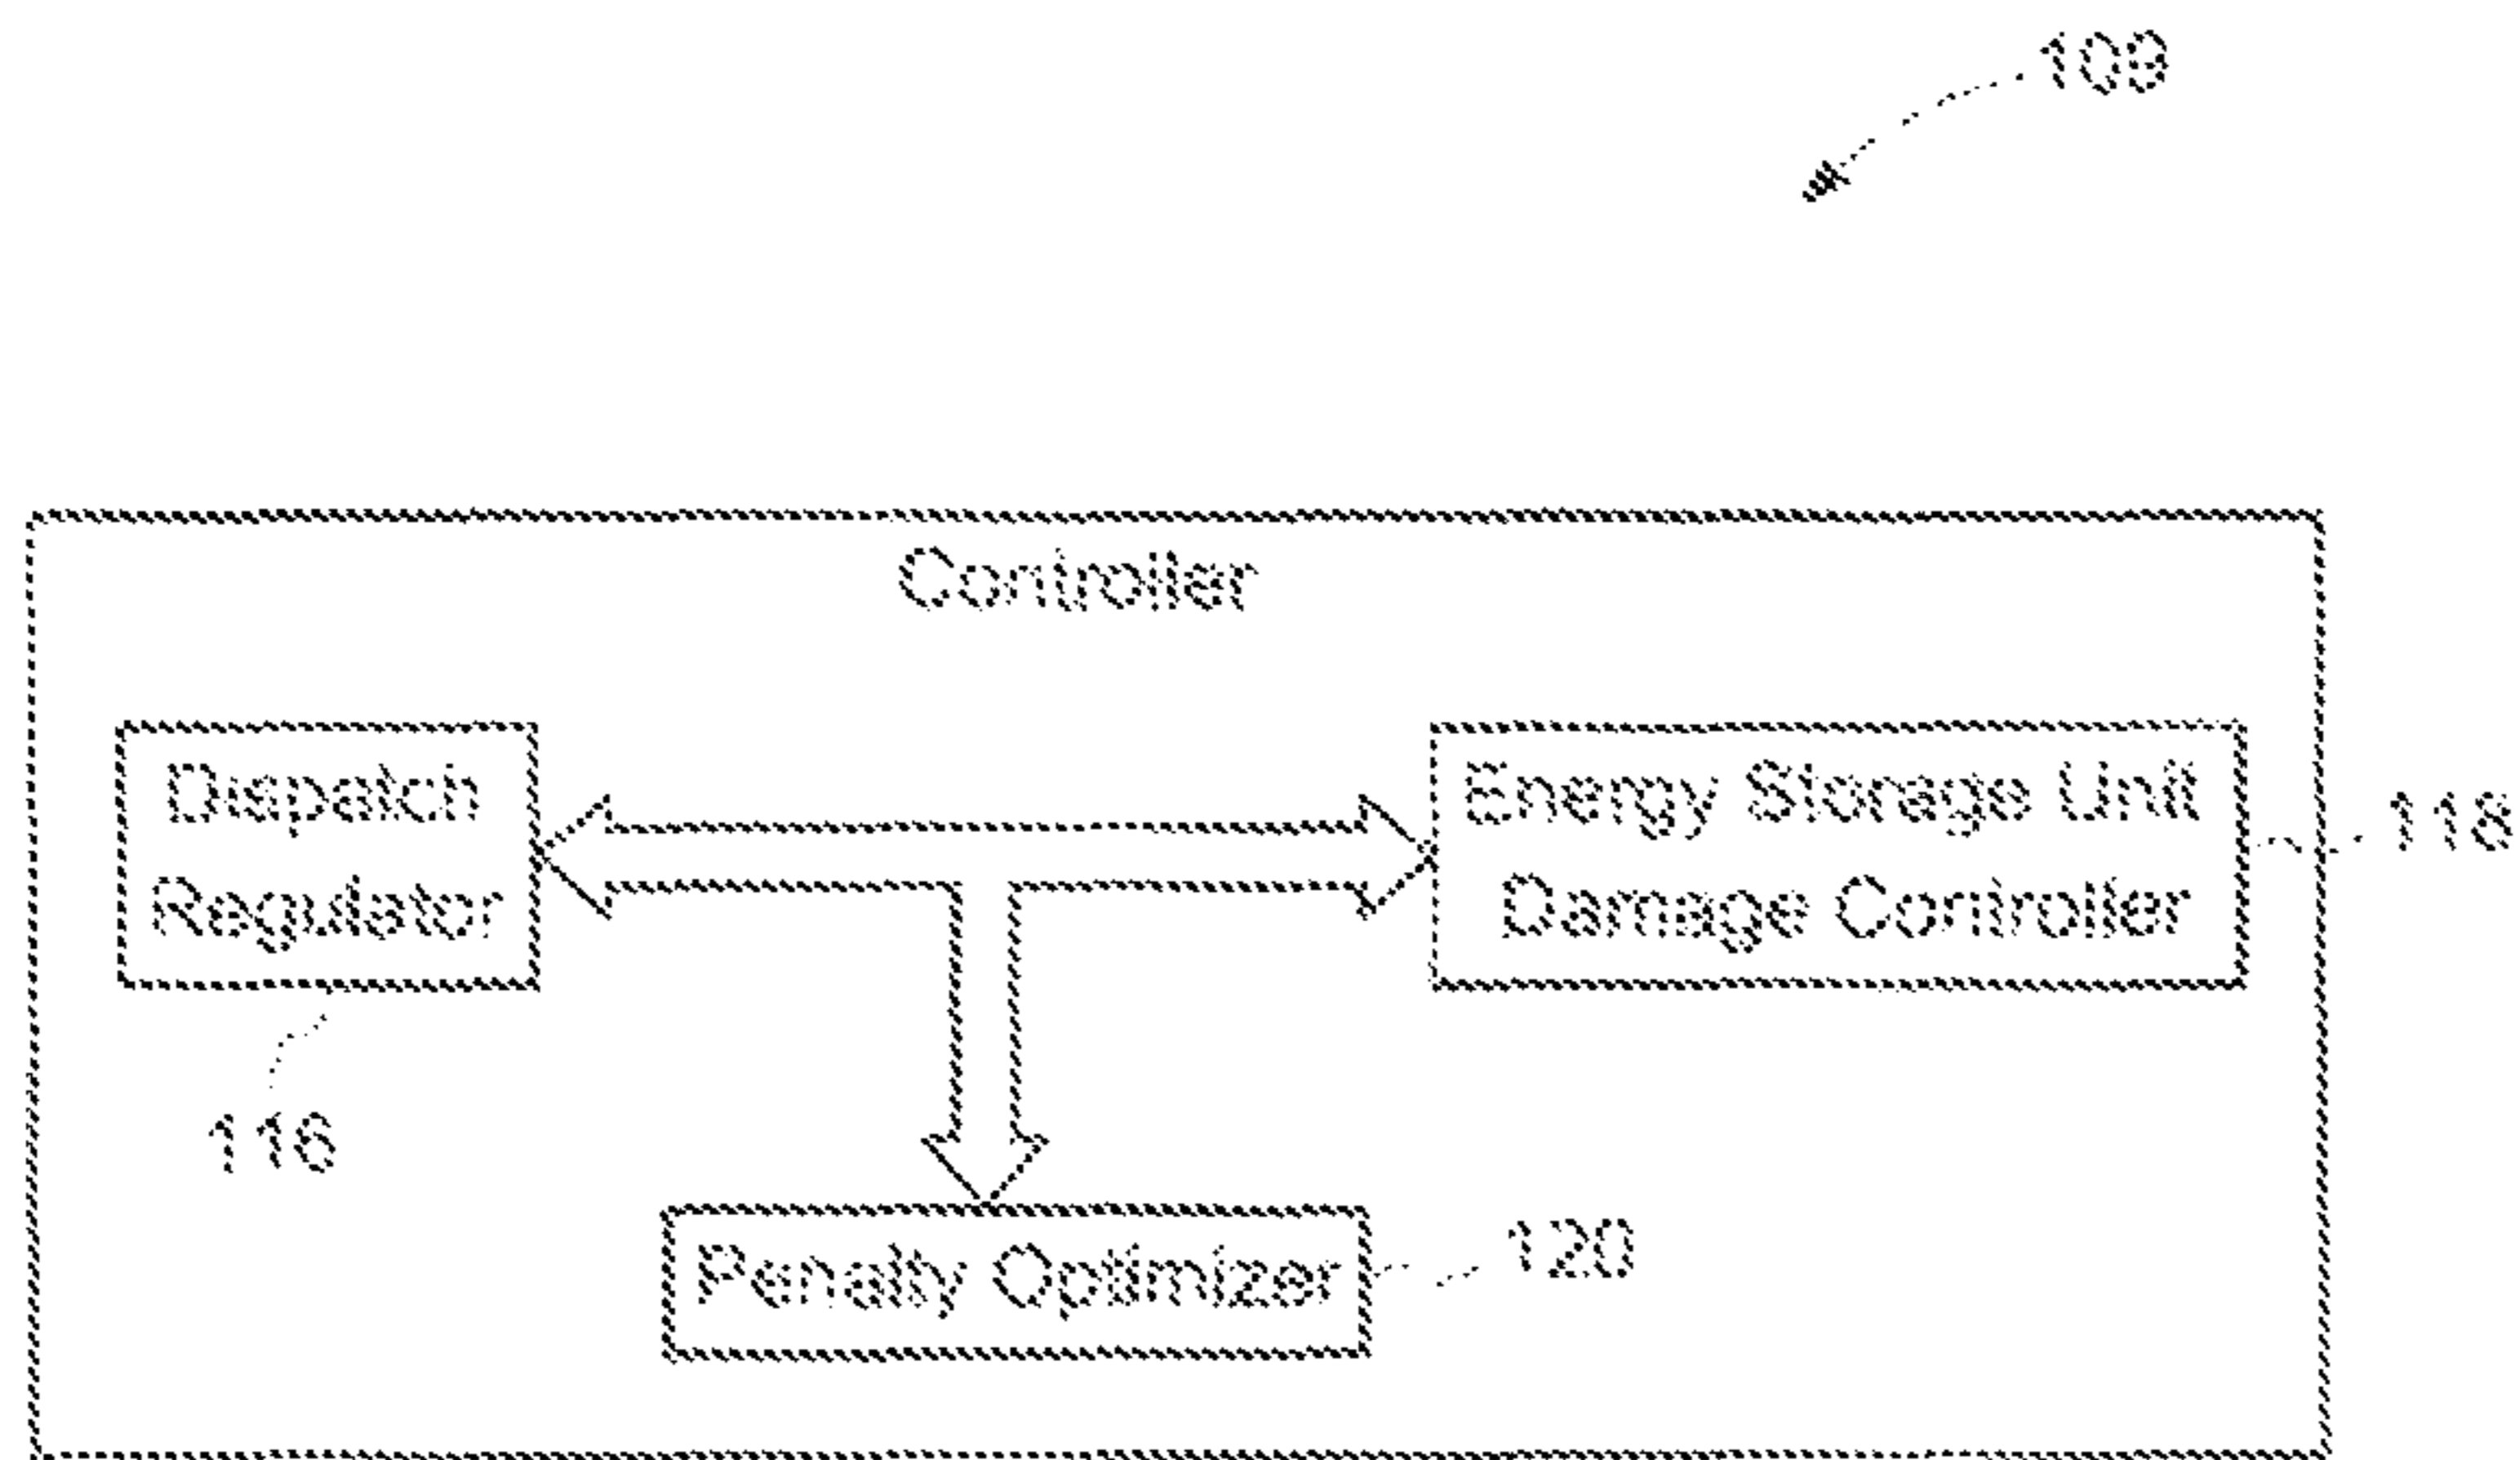 109
Controller
Dispatch
Regulator
Energy Storage Unit
Damage Controller
118
116
Penalty Optimizer
120